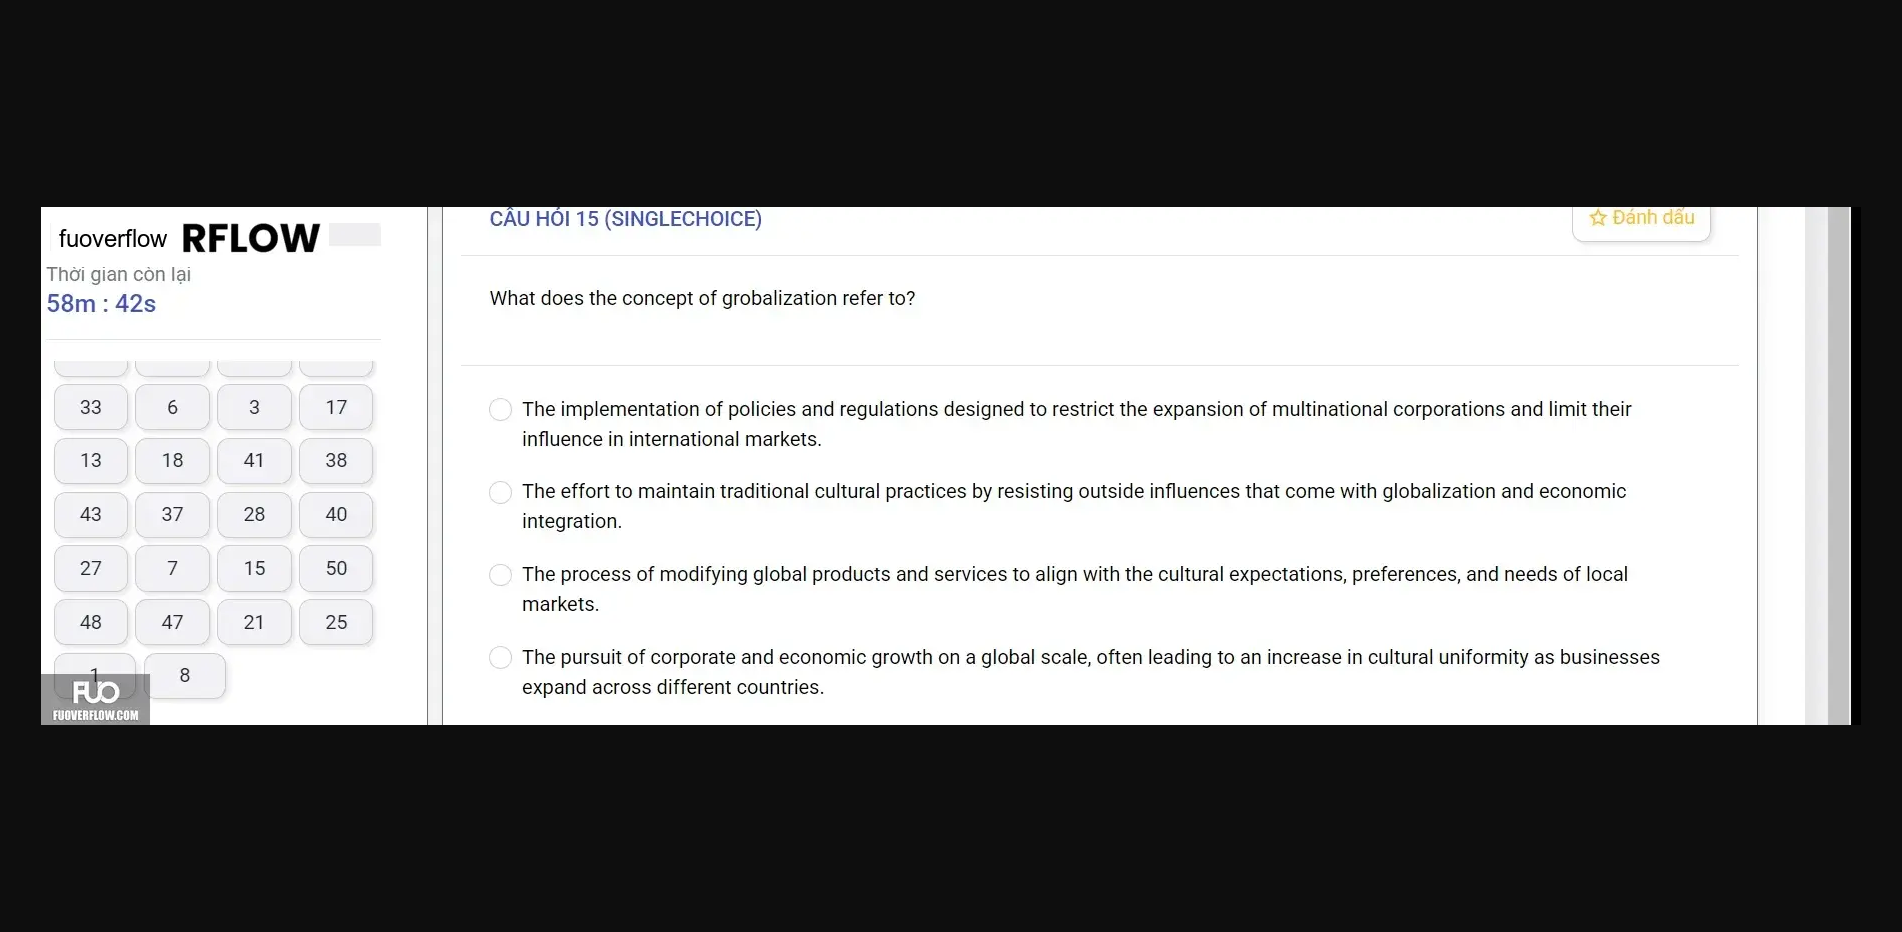 fuoverflow RFLOW
Thời gian còn lại
58m : 42s
33 6 3 17
13 18 41 38
43 37 28 40
27 7 15 50
48 47 21 25
1 8
FUO
FUOVERFLOW.COM
CÂU HỎI 15 (SINGLECHOICE)
Đánh dấu
What does the concept of grobalization refer to?
The implementation of policies and regulations designed to restrict the expansion of multinational corporations and limit their
influence in international markets.
The effort to maintain traditional cultural practices by resisting outside influences that come with globalization and economic
integration.
The process of modifying global products and services to align with the cultural expectations, preferences, and needs of local
markets.
The pursuit of corporate and economic growth on a global scale, often leading to an increase in cultural uniformity as businesses
expand across different countries.